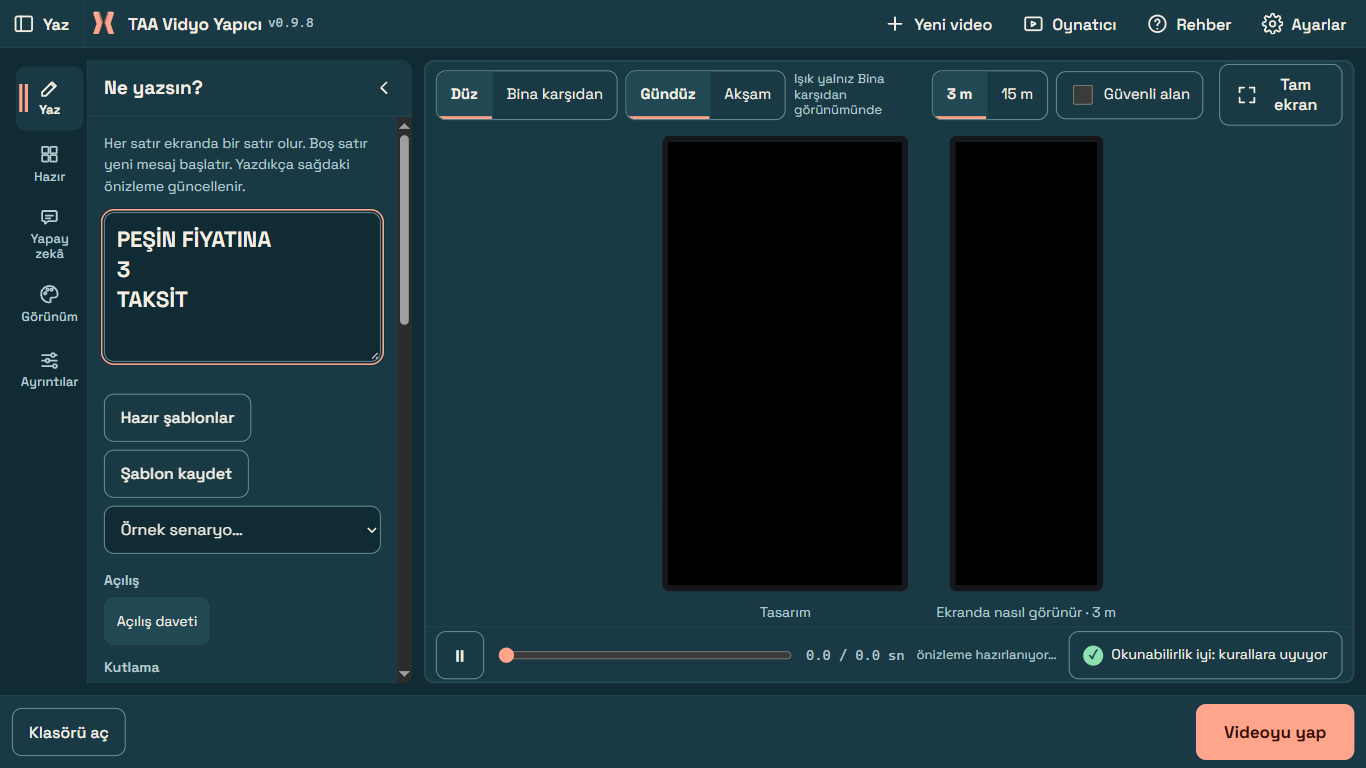 Yaz
TAA Vidyo Yapıcı v0.9.8
Yeni video
Oynatıcı
Rehber
Ayarlar
Yaz
Hazır
Yapay
zekâ
Görünüm
Ayrıntılar
Ne yazsın?
Her satır ekranda bir satır olur. Boş satır
yeni mesaj başlatır. Yazdıkça sağdaki
önizleme güncellenir.
PEŞİN FİYATINA
3
TAKSİT
Hazır şablonlar
Şablon kaydet
Örnek senaryo...
Açılış
Açılış daveti
Kutlama
Düz
Bina karşıdan
Gündüz
Akşam
Işık yalnız Bina
karşıdan
görünümünde
3 m
15 m
Güvenli alan
Tam
ekran
Tasarım
Ekranda nasıl görünür · 3 m
0.0 / 0.0 sn
önizleme hazırlanıyor...
Okunabilirlik iyi: kurallara uyuyor
Klasörü aç
Videoyu yap